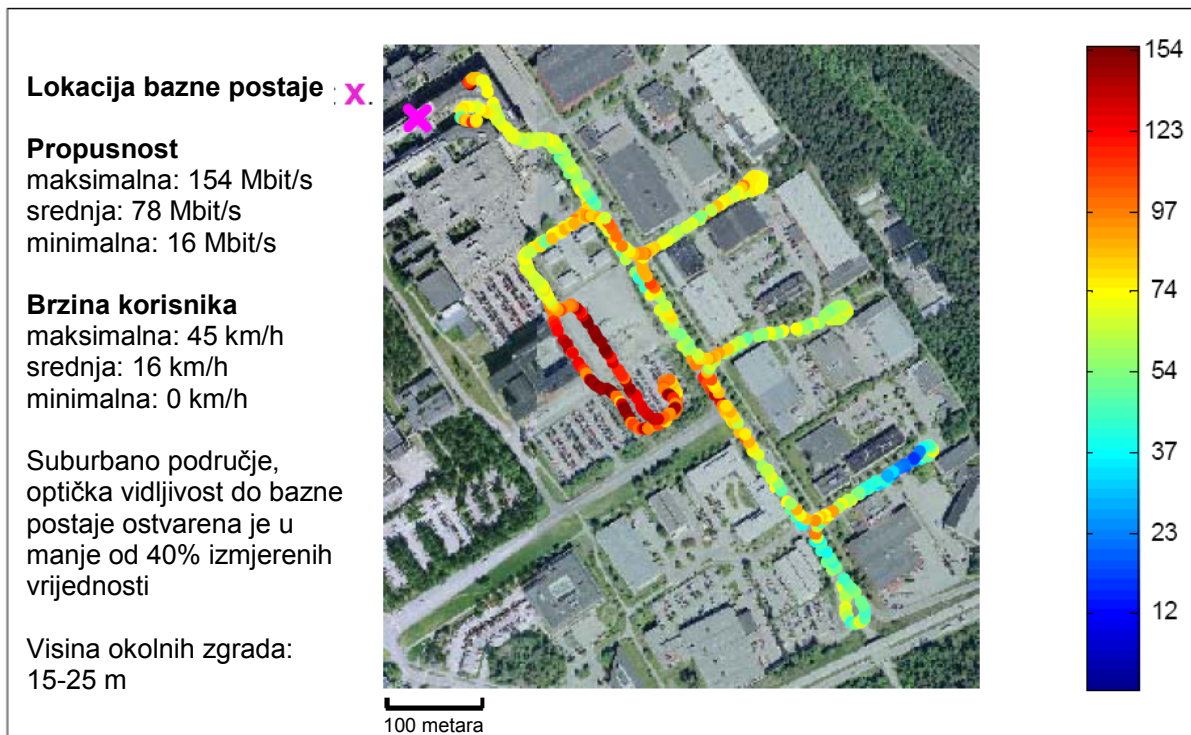 Lokacija bazne postaje : x.
Propusnost
maksimalna: 154 Mbit/s
srednja: 78 Mbit/s
minimalna: 16 Mbit/s
Brzina korisnika
maksimalna: 45 km/h
srednja: 16 km/h
minimalna: 0 km/h
Suburbano područje,
optička vidljivost do bazne
postaje ostvarena je u
manje od 40% izmjerenih
vrijednosti
Visina okolnih zgrada:
15-25 m
100 metara
154
123
97
74
54
37
23
12